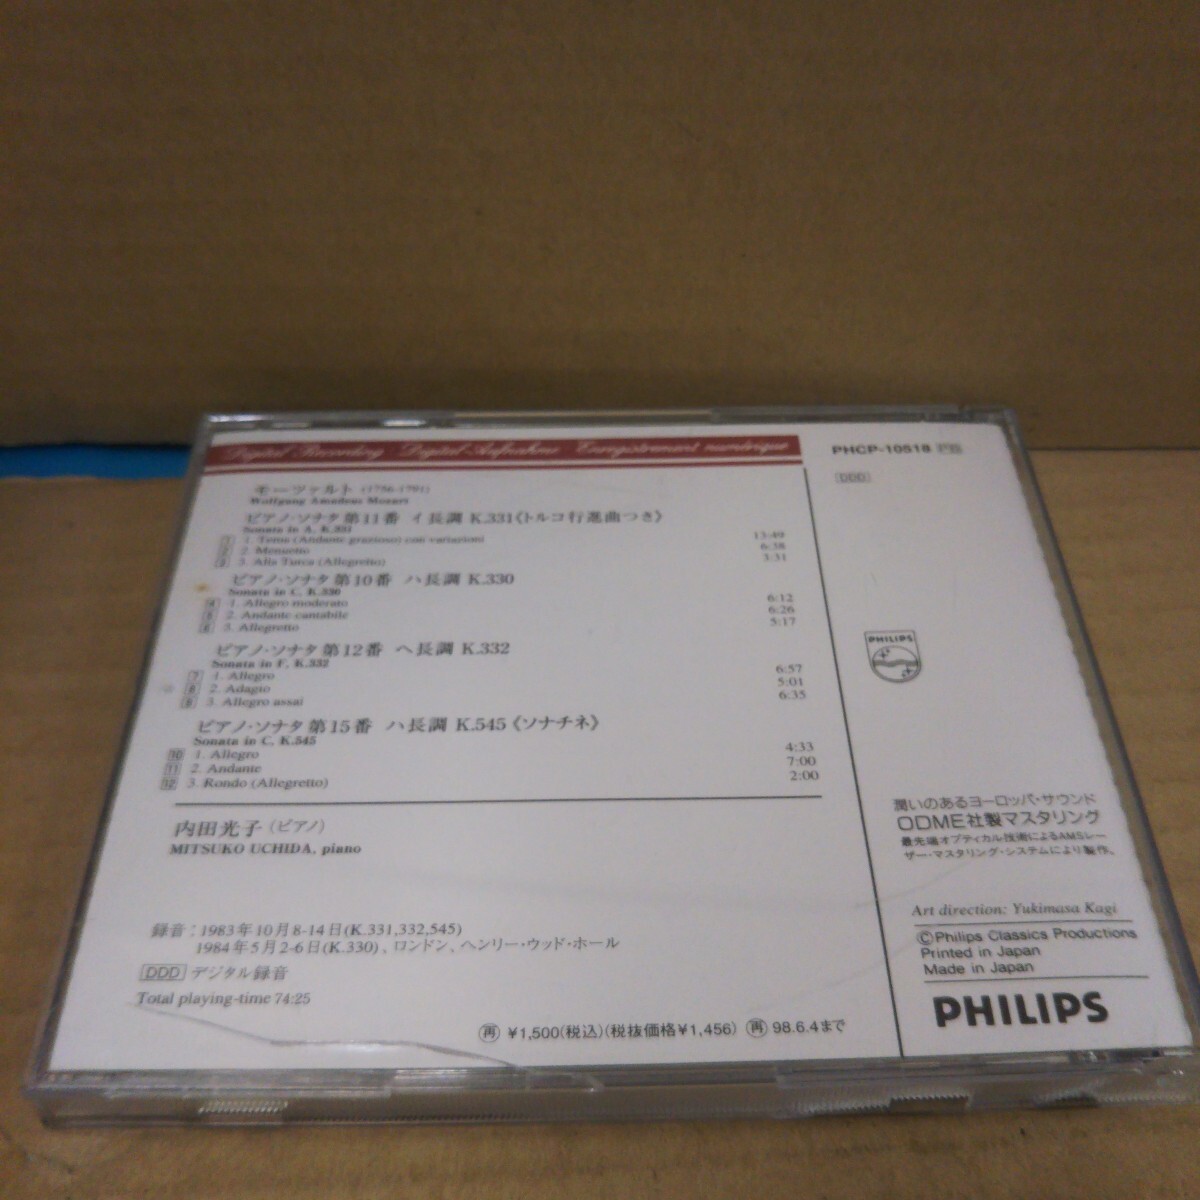 Digital Recording Digital Aufnahme Enregistrement numérique
PHCP-10518
DDD
モーツァルト (1756-1791)
Wolfgang Amadeus Mozart
ピアノ・ソナタ第11番 イ長調 K.331《トルコ行進曲つき》
Sonata in A, K.331
1 1. Tema (Andante grazioso) con variazioni 13:49
2 2. Menuetto 6:38
3 3. Alla Turca (Allegretto) 3:31
ピアノ・ソナタ第10番 ハ長調 K.330
Sonata in C, K.330
4 1. Allegro moderato 6:12
5 2. Andante cantabile 6:26
6 3. Allegretto 5:17
ピアノ・ソナタ第12番 ヘ長調 K.332
Sonata in F, K.332
7 1. Allegro 6:57
8 2. Adagio 5:01
9 3. Allegro assai 6:35
ピアノ・ソナタ第15番 ハ長調 K.545《ソナチネ》
Sonata in C, K.545
10 1. Allegro 4:33
11 2. Andante 7:00
12 3. Rondo (Allegretto) 2:00
内田光子(ピアノ)
MITSUKO UCHIDA, piano
録音:1983年10月8-14日(K.331,332,545)
1984年5月2-6日(K.330)、ロンドン、ヘンリー・ウッド・ホール
DDD デジタル録音
Total playing-time 74:25
再 ¥1,500(税込)(税抜価格¥1,456) 再 98.6.4まで
PHILIPS
潤いのあるヨーロッパ・サウンド
ODME社製マスタリング
最先端オプティカル技術によるAMSレー
ザー・マスタリング・システムにより製作。
Art direction: Yukimasa Kagi
©Philips Classics Productions
Printed in Japan
Made in Japan
PHILIPS